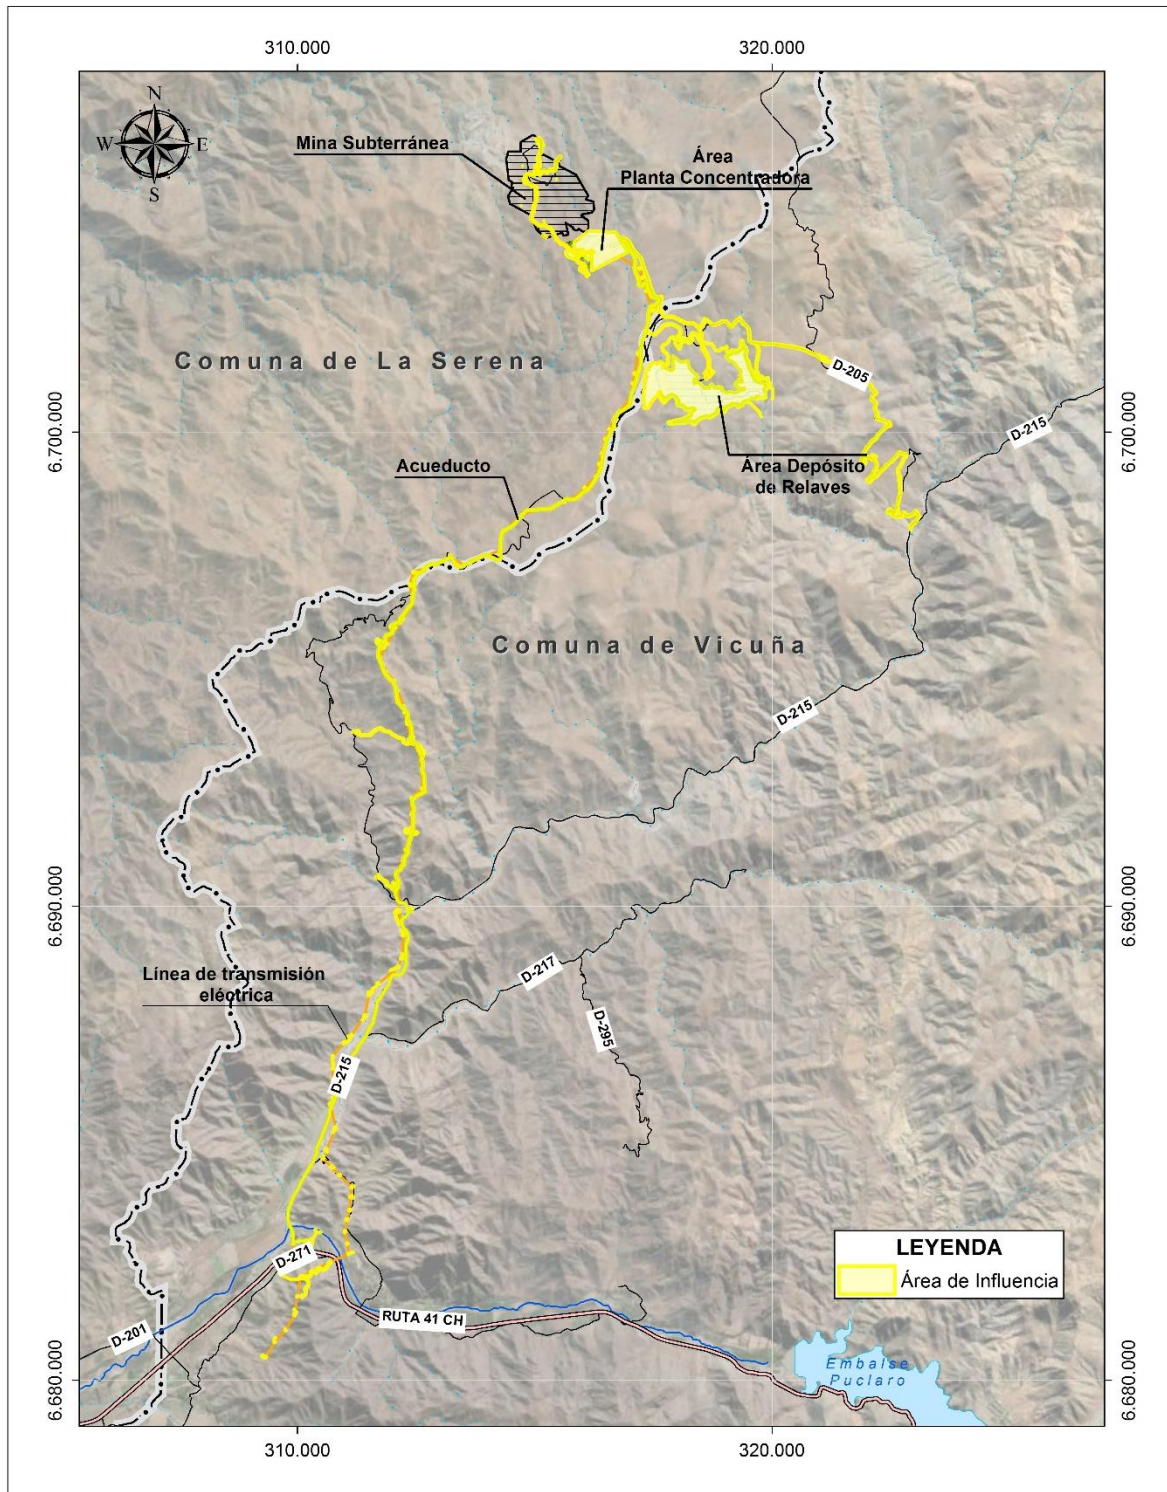 310.000
320.000
N
W
E
S
Mina Subterránea
Área
Planta Concentradora
Comuna de La Serena
D-205
6.700.000
6.700.000
D-215
Acueducto
Área Depósito
de Relaves
Comuna de Vicuña
D-215
6.690.000
6.690.000
Línea de transmisión
eléctrica
D-217
D-295
D-215
LEYENDA
Área de Influencia
D-271
D-201
RUTA 41 CH
Embalse
Puclaro
6.680.000
6.680.000
310.000
320.000